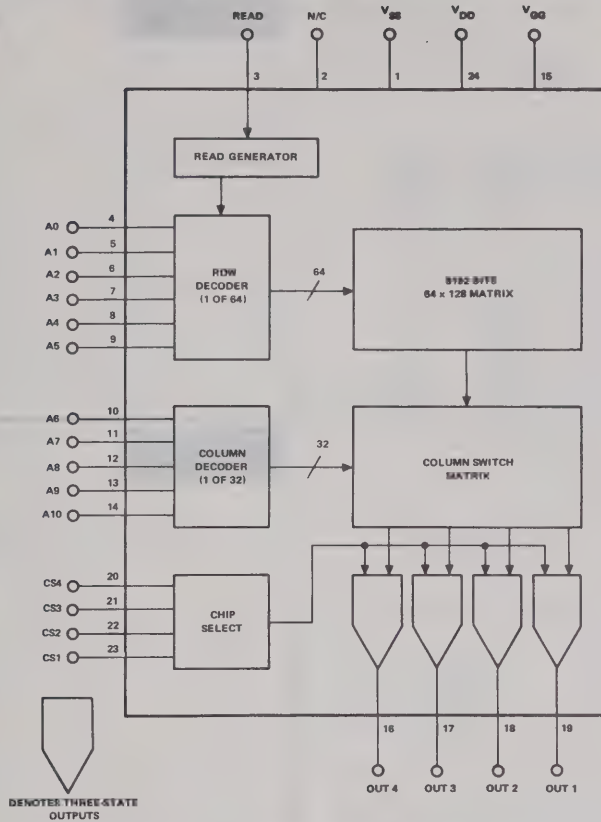 READ N/C VSS VDD VGG
3 2 1 24 15
READ GENERATOR
A0 4
A1 5
A2 6
A3 7
A4 8
A5 9
ROW
DECODER
(1 OF 64)
64
8192-BITS
64 x 128 MATRIX
A6 10
A7 11
A8 12
A9 13
A10 14
COLUMN
DECODER
(1 OF 32)
32
COLUMN SWITCH
MATRIX
CS4 20
CS3 21
CS2 22
CS1 23
CHIP
SELECT
16 17 18 19
OUT 4 OUT 3 OUT 2 OUT 1
DENOTES THREE-STATE
OUTPUTS